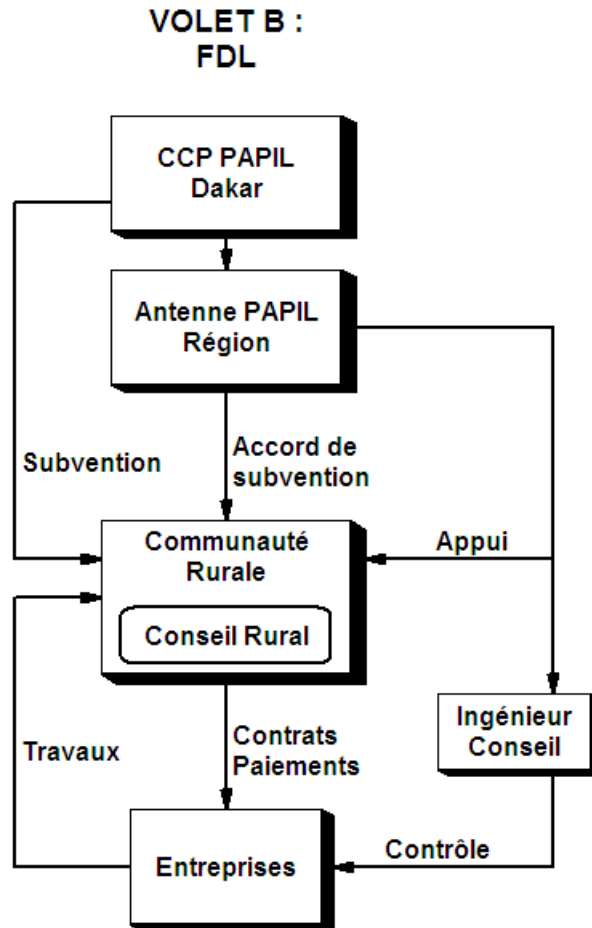 VOLET B :
FDL
CCP PAPIL
Dakar
Antenne PAPIL
Région
Subvention
Accord de
subvention
Communauté
Rurale
Appui
Conseil Rural
Ingénieur
Conseil
Travaux
Contrats
Paiements
Entreprises
Contrôle